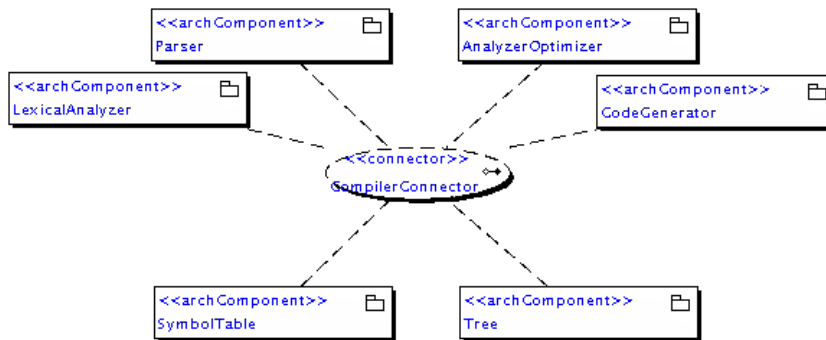 <<archComponent>>
Parser
<<archComponent>>
AnalyzerOptimizer
<<archComponent>>
LexicalAnalyzer
<<archComponent>>
CodeGenerator
<<connector>>
CompilerConnector
<<archComponent>>
SymbolTable
<<archComponent>>
Tree